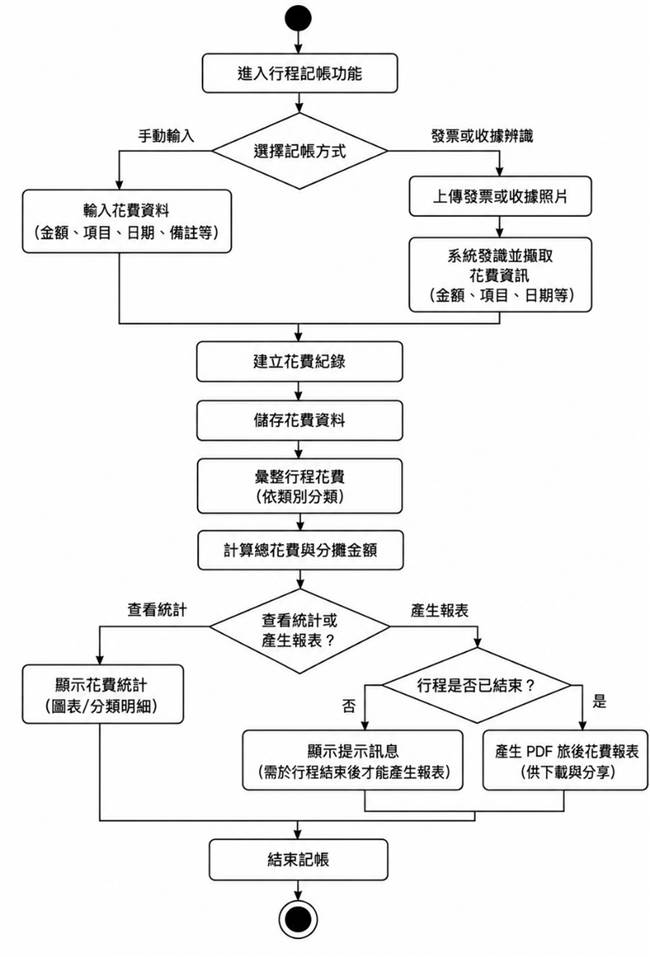 進入行程記帳功能
手動輸入
選擇記帳方式
發票或收據辨識
輸入花費資料
（金額、項目、日期、備註等）
上傳發票或收據照片
系統發識並擷取
花費資訊
（金額、項目、日期等）
建立花費紀錄
儲存花費資料
彙整行程花費
（依類別分類）
計算總花費與分攤金額
查看統計
查看統計或
產生報表？
產生報表
顯示花費統計
（圖表/分類明細）
行程是否已結束？
否
是
顯示提示訊息
（需於行程結束後才能產生報表）
產生 PDF 旅後花費報表
（供下載與分享）
結束記帳